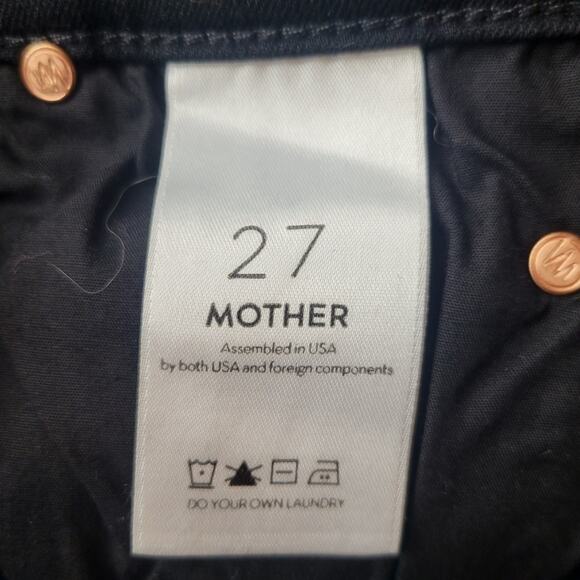 27
MOTHER
Assembled in USA
by both USA and foreign components
DO YOUR OWN LAUNDRY